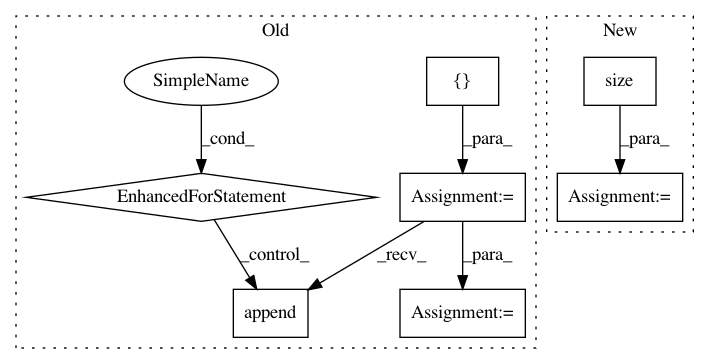 Old
New
SimpleName
{}
size
_cond_
_para_
_para_
EnhancedForStatement
Assignment:=
Assignment:=
_control_
_recv_
_para_
append
Assignment:=